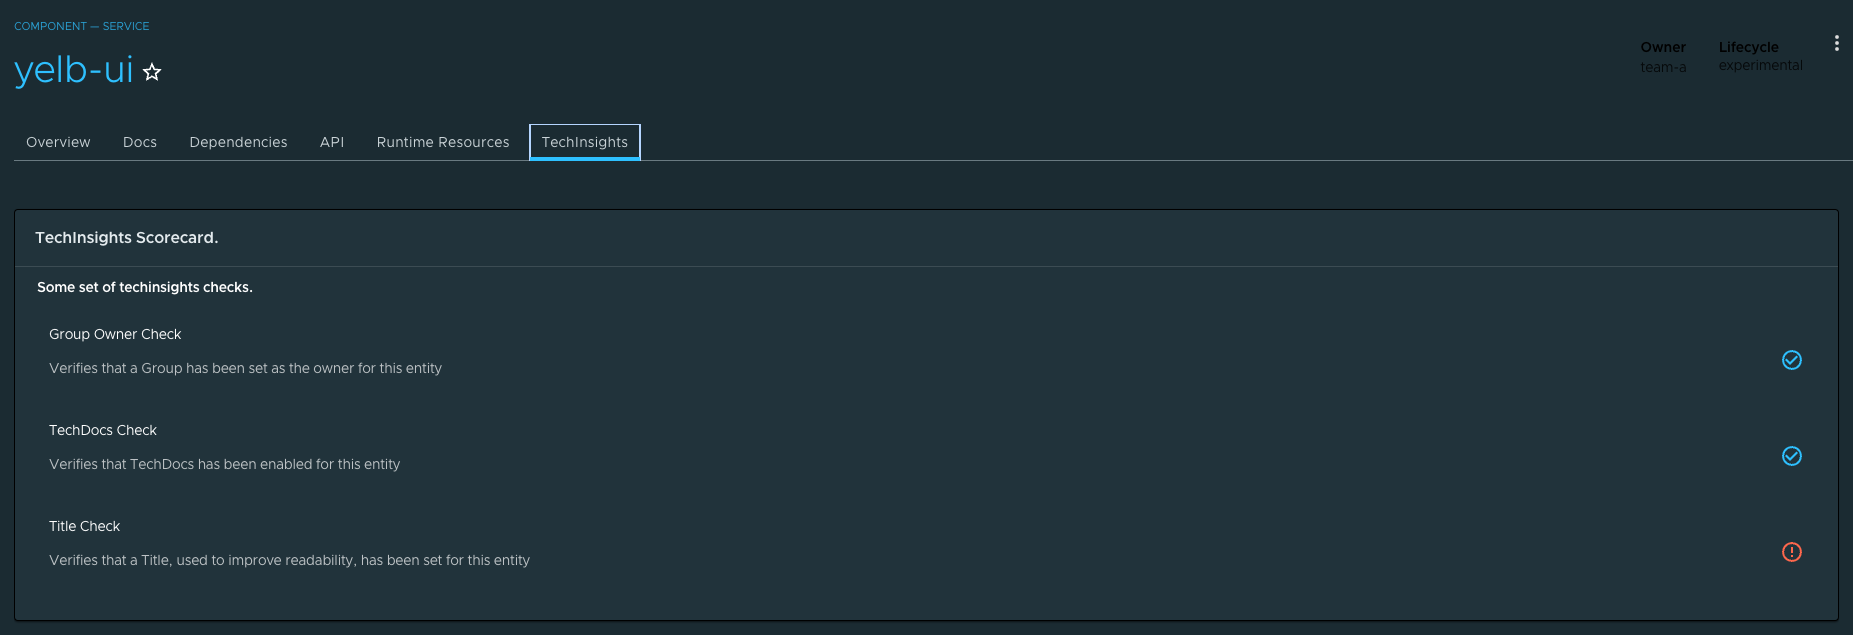 COMPONENT — SERVICE
yelb-ui
Owner
team-a
Lifecycle
experimental
Overview Docs Dependencies API Runtime Resources TechInsights
TechInsights Scorecard.
Some set of techinsights checks.
Group Owner Check
Verifies that a Group has been set as the owner for this entity
TechDocs Check
Verifies that TechDocs has been enabled for this entity
Title Check
Verifies that a Title, used to improve readability, has been set for this entity